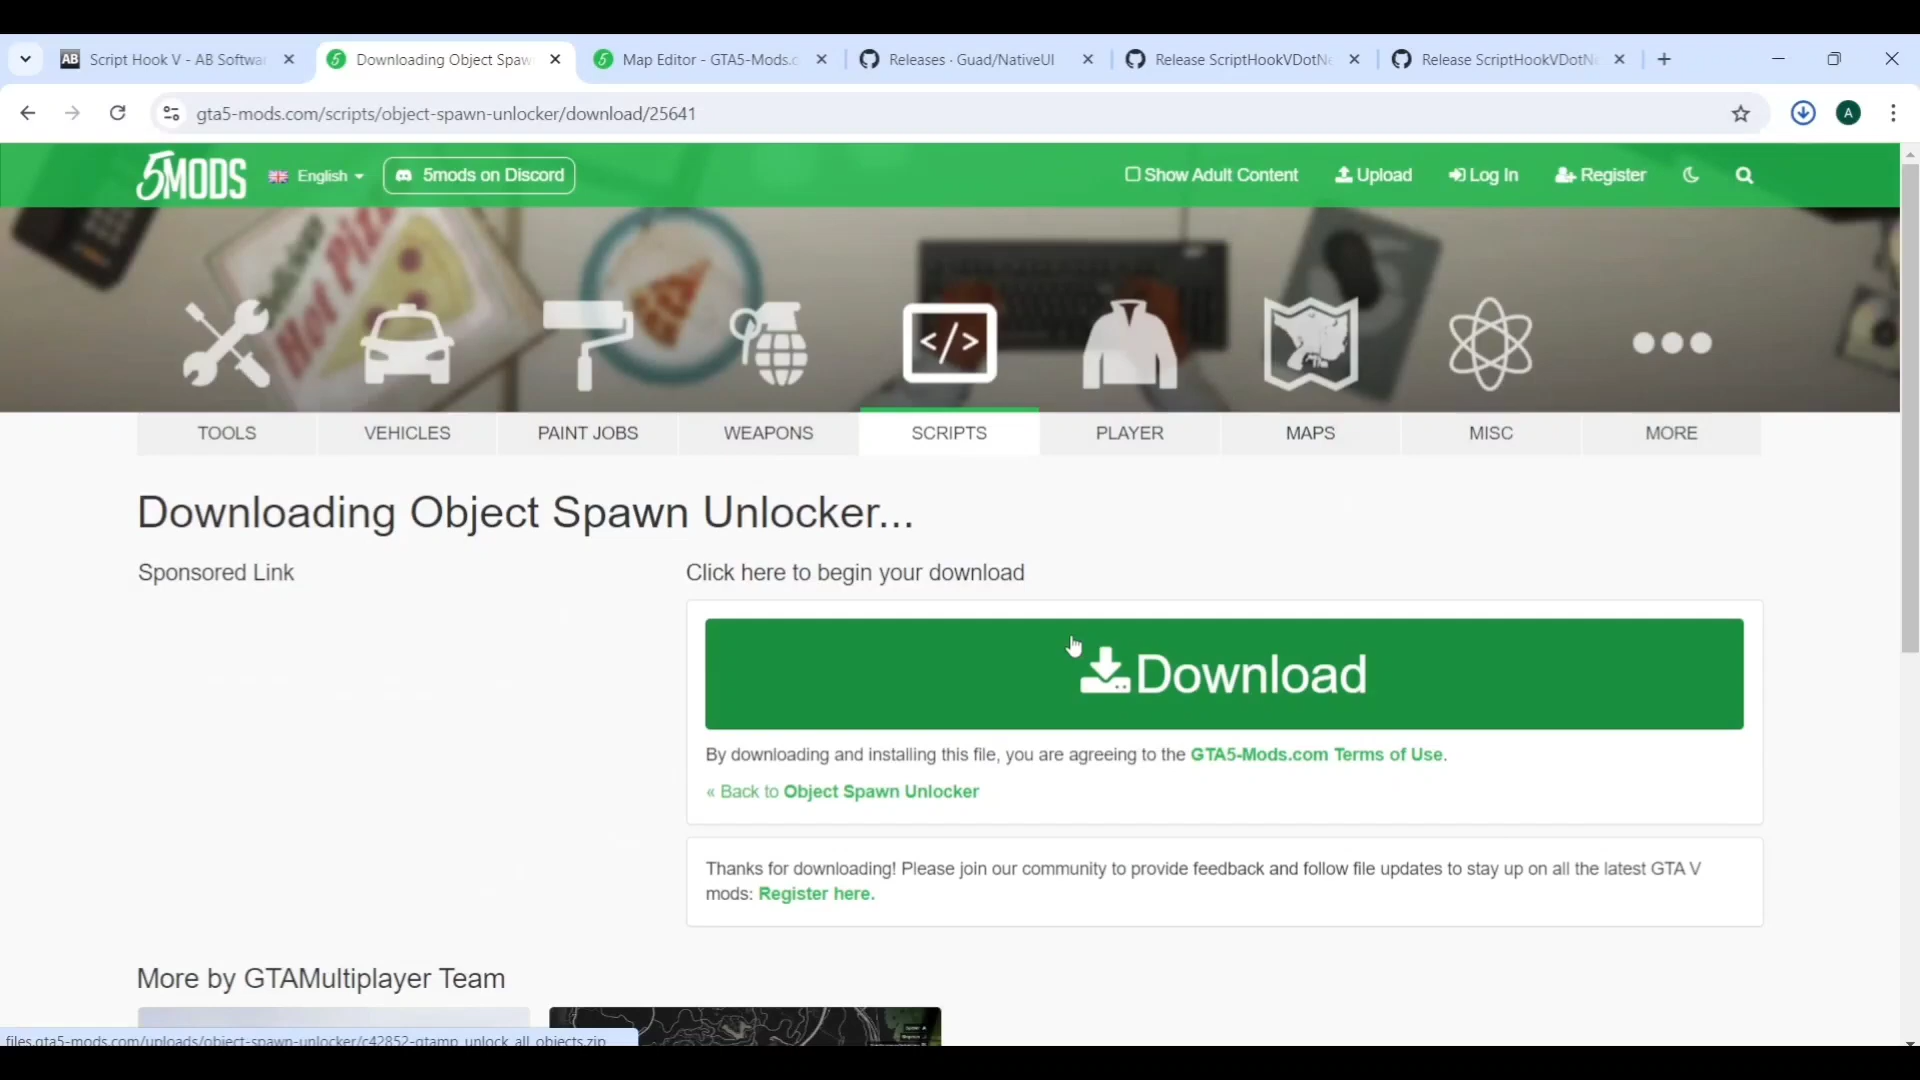 AB Script Hook V - AB Softwa
Downloading Object Spaw
Map Editor - GTA5-Mods.c
Releases · Guad/NativeUI
Release ScriptHookVDotNe
Release ScriptHookVDotNe
gta5-mods.com/scripts/object-spawn-unlocker/download/25641
A
5MODS
English
5mods on Discord
Show Adult Content
Upload
Log In
Register
Hot Pizza
TOOLS
VEHICLES
PAINT JOBS
WEAPONS
SCRIPTS
PLAYER
MAPS
MISC
MORE
Downloading Object Spawn Unlocker...
Sponsored Link
Click here to begin your download
Download
By downloading and installing this file, you are agreeing to the GTA5-Mods.com Terms of Use.
« Back to Object Spawn Unlocker
Thanks for downloading! Please join our community to provide feedback and follow file updates to stay up on all the latest GTA V
mods: Register here.
More by GTAMultiplayer Team
files.gta5-mods.com/uploads/object-spawn-unlocker/c42852-gtamp_unlock_all_objects.zip